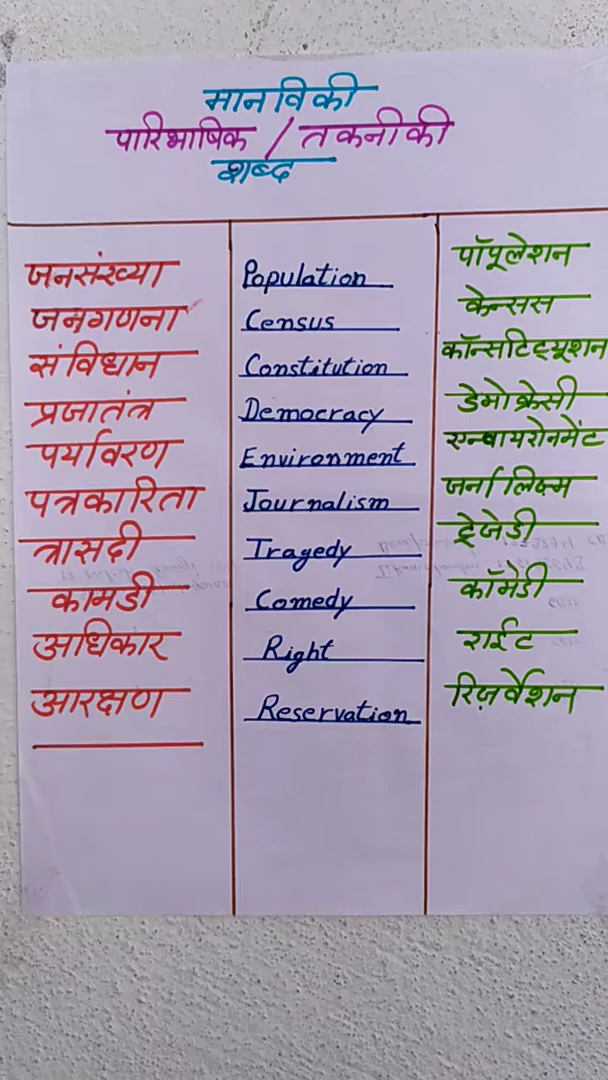 मानविकी
पारिभाषिक / तकनीकी
शब्द
जनसंख्या Population पॉपूलेशन
जनगणना Census केन्सस
संविधान Constitution कॉन्सटिट्यूशन
प्रजातंत्र Democracy डेमोक्रेसी
पर्यावरण Environment एन्वायरोनमेंट
पत्रकारिता Journalism जर्नालिज्म
त्रासदी Tragedy ट्रेजेडी
कामडी Comedy कॉमेडी
अधिकार Right राईट
आरक्षण Reservation रिज़र्वेशन